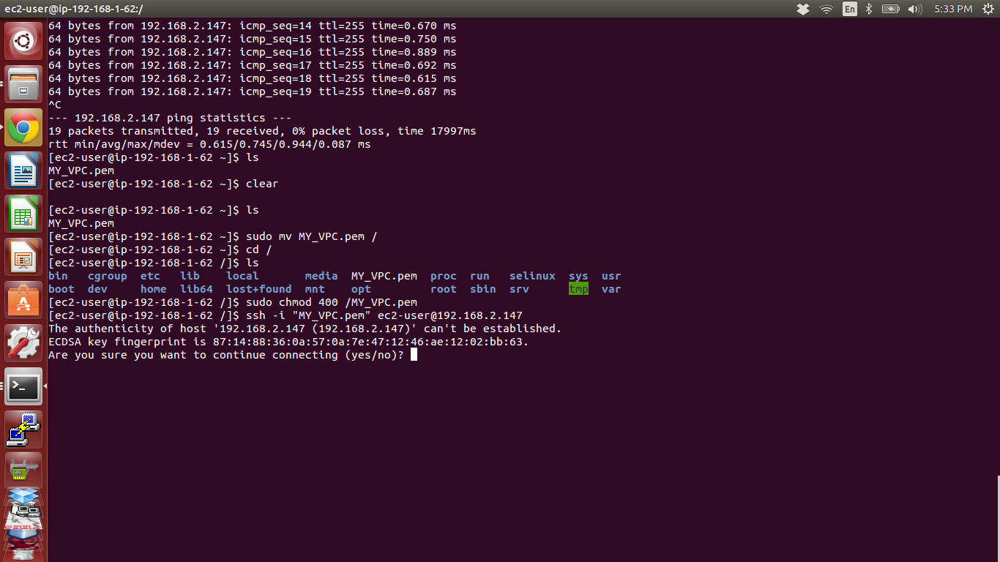 ec2-user@ip-192-168-1-62:/
En
5:33 PM
64 bytes from 192.168.2.147: icmp_seq=14 ttl=255 time=0.670 ms
64 bytes from 192.168.2.147: icmp_seq=15 ttl=255 time=0.750 ms
64 bytes from 192.168.2.147: icmp_seq=16 ttl=255 time=0.889 ms
64 bytes from 192.168.2.147: icmp_seq=17 ttl=255 time=0.692 ms
64 bytes from 192.168.2.147: icmp_seq=18 ttl=255 time=0.615 ms
64 bytes from 192.168.2.147: icmp_seq=19 ttl=255 time=0.687 ms
^C
--- 192.168.2.147 ping statistics ---
19 packets transmitted, 19 received, 0% packet loss, time 17997ms
rtt min/avg/max/mdev = 0.615/0.745/0.944/0.087 ms
[ec2-user@ip-192-168-1-62 ~]$ ls
MY_VPC.pem
[ec2-user@ip-192-168-1-62 ~]$ clear
[ec2-user@ip-192-168-1-62 ~]$ ls
MY_VPC.pem
[ec2-user@ip-192-168-1-62 ~]$ sudo mv MY_VPC.pem /
[ec2-user@ip-192-168-1-62 ~]$ cd /
[ec2-user@ip-192-168-1-62 /]$ ls
bin cgroup etc lib local media MY_VPC.pem proc run selinux sys usr
boot dev home lib64 lost+found mnt opt root sbin srv tmp var
[ec2-user@ip-192-168-1-62 /]$ sudo chmod 400 /MY_VPC.pem
[ec2-user@ip-192-168-1-62 /]$ ssh -i "MY_VPC.pem" ec2-user@192.168.2.147
The authenticity of host '192.168.2.147 (192.168.2.147)' can't be established.
ECDSA key fingerprint is 87:14:88:36:0a:57:0a:7e:47:12:46:ae:12:02:bb:63.
Are you sure you want to continue connecting (yes/no)?